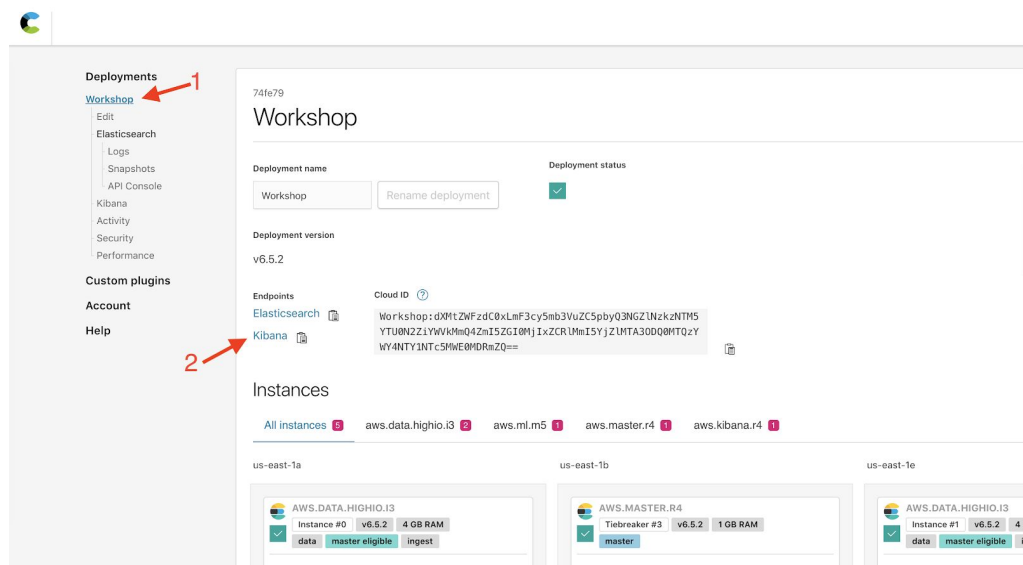 Deployments
1
Workshop
Edit
Elasticsearch
Logs
Snapshots
API Console
Kibana
Activity
Security
Performance
Custom plugins
Account
Help
74fe79
Workshop
Deployment name
Deployment status
Workshop
Rename deployment
Deployment version
v6.5.2
Endpoints
Cloud ID ?
Elasticsearch
Kibana
2
Workshop:dXMtZWFzdC0xLmF3cy5mb3VuZC5pbyQ3NGZlNzkzNTM5
YTU0N2ZiYWVkMmQ4ZmI5ZGI0MjIxZCRlMmI5YjZlMTA3ODQ0MTQzY
WY4NTY1NTc5MWE0MDRmZQ==
Instances
All instances 5 aws.data.highio.i3 2 aws.ml.m5 1 aws.master.r4 1 aws.kibana.r4 1
us-east-1a
us-east-1b
us-east-1e
AWS.DATA.HIGHIO.I3
Instance #0 v6.5.2 4 GB RAM
data master eligible ingest
AWS.MASTER.R4
Tiebreaker #3 v6.5.2 1 GB RAM
master
AWS.DATA.HIGHIO.I3
Instance #1 v6.5.2 4
data master eligible